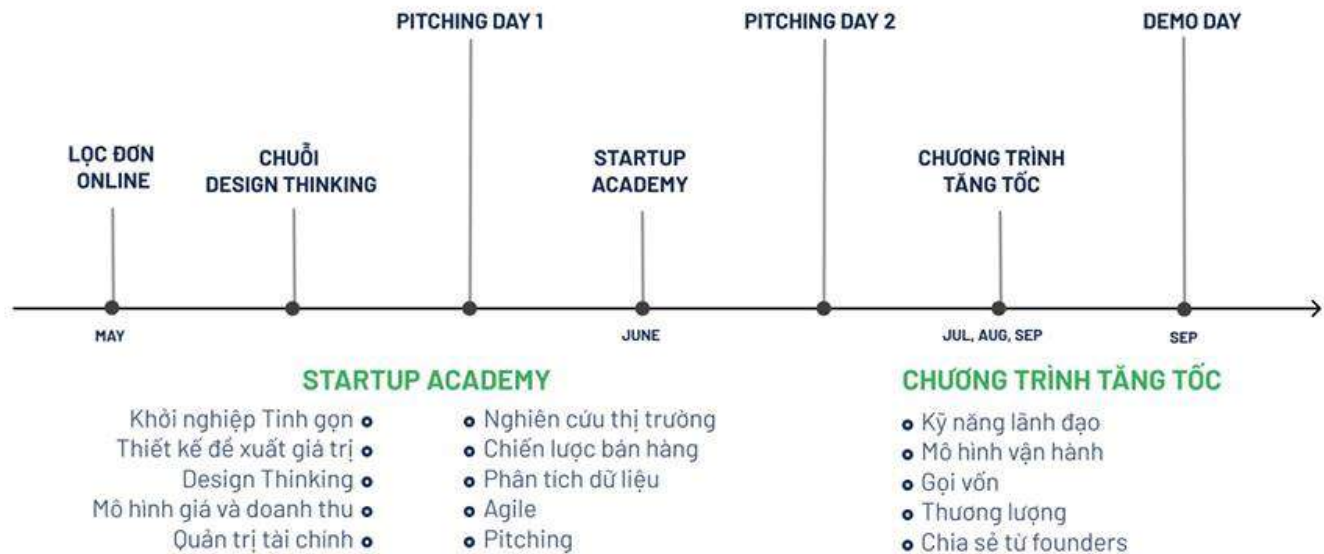 PITCHING DAY 1
PITCHING DAY 2
DEMO DAY
LỌC ĐƠN
ONLINE
CHUỖI
DESIGN THINKING
STARTUP
ACADEMY
CHƯƠNG TRÌNH
TĂNG TỐC
MAY
JUNE
JUL, AUG, SEP
SEP
STARTUP ACADEMY
Khởi nghiệp Tinh gọn
Thiết kế đề xuất giá trị
Design Thinking
Mô hình giá và doanh thu
Quản trị tài chính
Nghiên cứu thị trường
Chiến lược bán hàng
Phân tích dữ liệu
Agile
Pitching
CHƯƠNG TRÌNH TĂNG TỐC
Kỹ năng lãnh đạo
Mô hình vận hành
Gọi vốn
Thương lượng
Chia sẻ từ founders